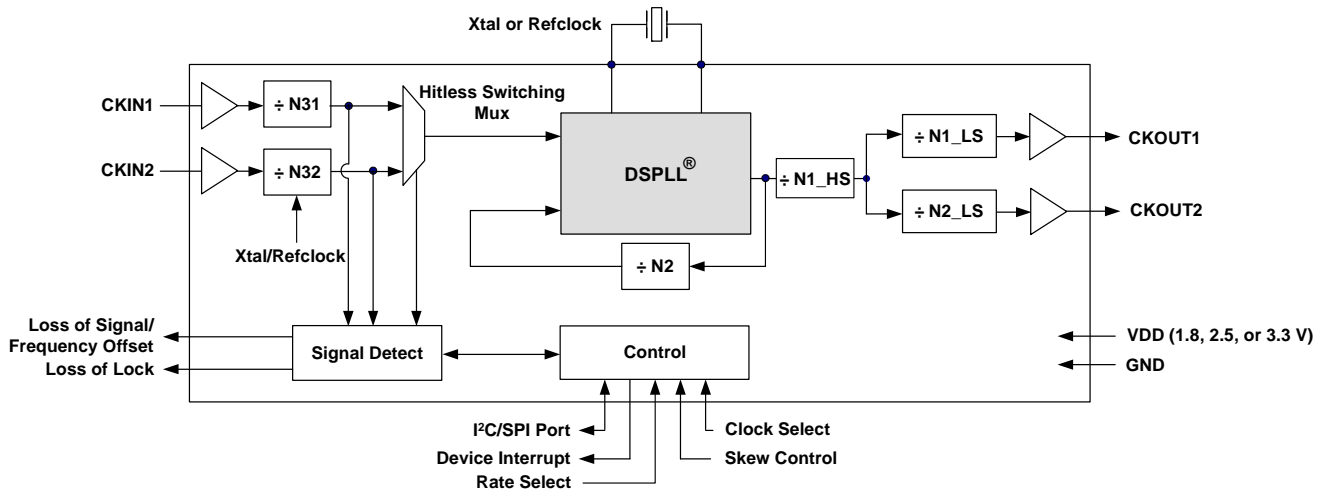 Xtal or Refclock
CKIN1
÷ N31
Hitless Switching
Mux
CKIN2
÷ N32
Xtal/Refclock
DSPLL®
÷ N1_HS
÷ N1_LS
CKOUT1
÷ N2_LS
CKOUT2
÷ N2
Loss of Signal/
Frequency Offset
Loss of Lock
Signal Detect
Control
VDD (1.8, 2.5, or 3.3 V)
GND
I²C/SPI Port
Device Interrupt
Rate Select
Clock Select
Skew Control